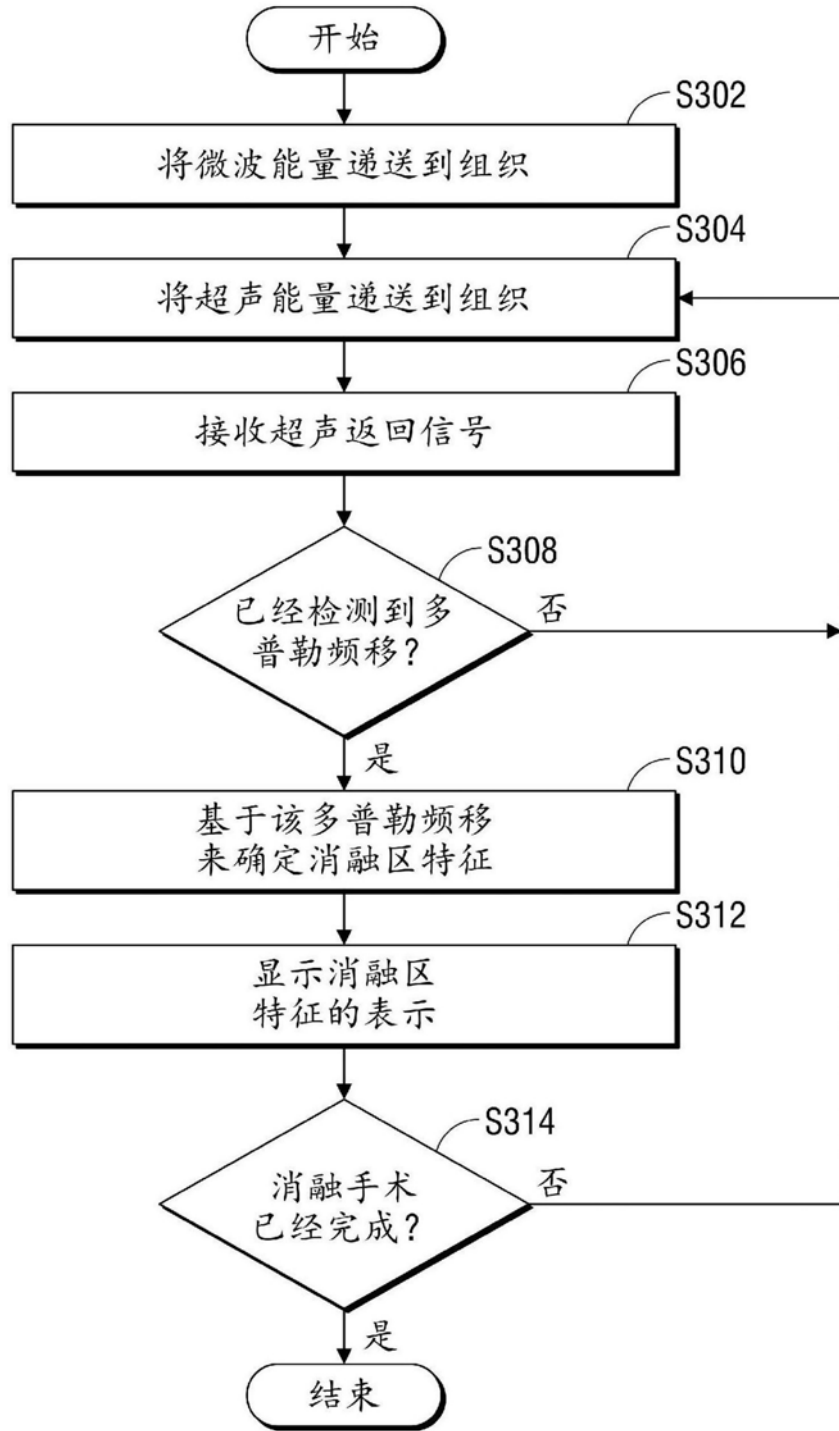 开始
S302
将微波能量递送到组织
S304
将超声能量递送到组织
S306
接收超声返回信号
S308
已经检测到多
普勒频移?
否
是
S310
基于该多普勒频移
来确定消融区特征
S312
显示消融区
特征的表示
S314
消融手术
已经完成?
否
是
结束